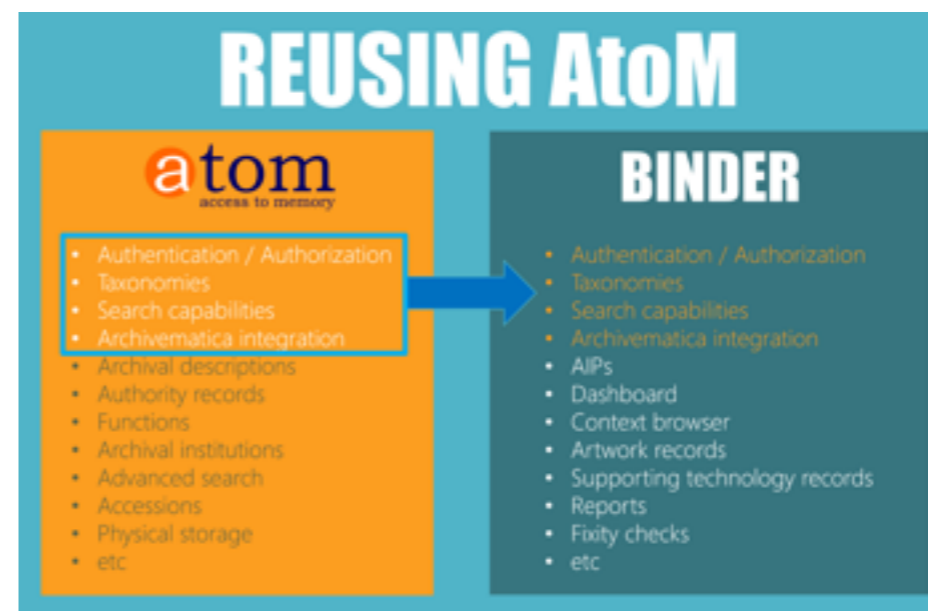 REUSING AtoM
atom
access to memory
• Authentication / Authorization
• Taxonomies
• Search capabilities
• Archivematica integration
• Archival descriptions
• Authority records
• Functions
• Archival institutions
• Advanced search
• Accessions
• Physical storage
• etc
BINDER
• Authentication / Authorization
• Taxonomies
• Search capabilities
• Archivematica integration
• AIPs
• Dashboard
• Context browser
• Artwork records
• Supporting technology records
• Reports
• Fixity checks
• etc